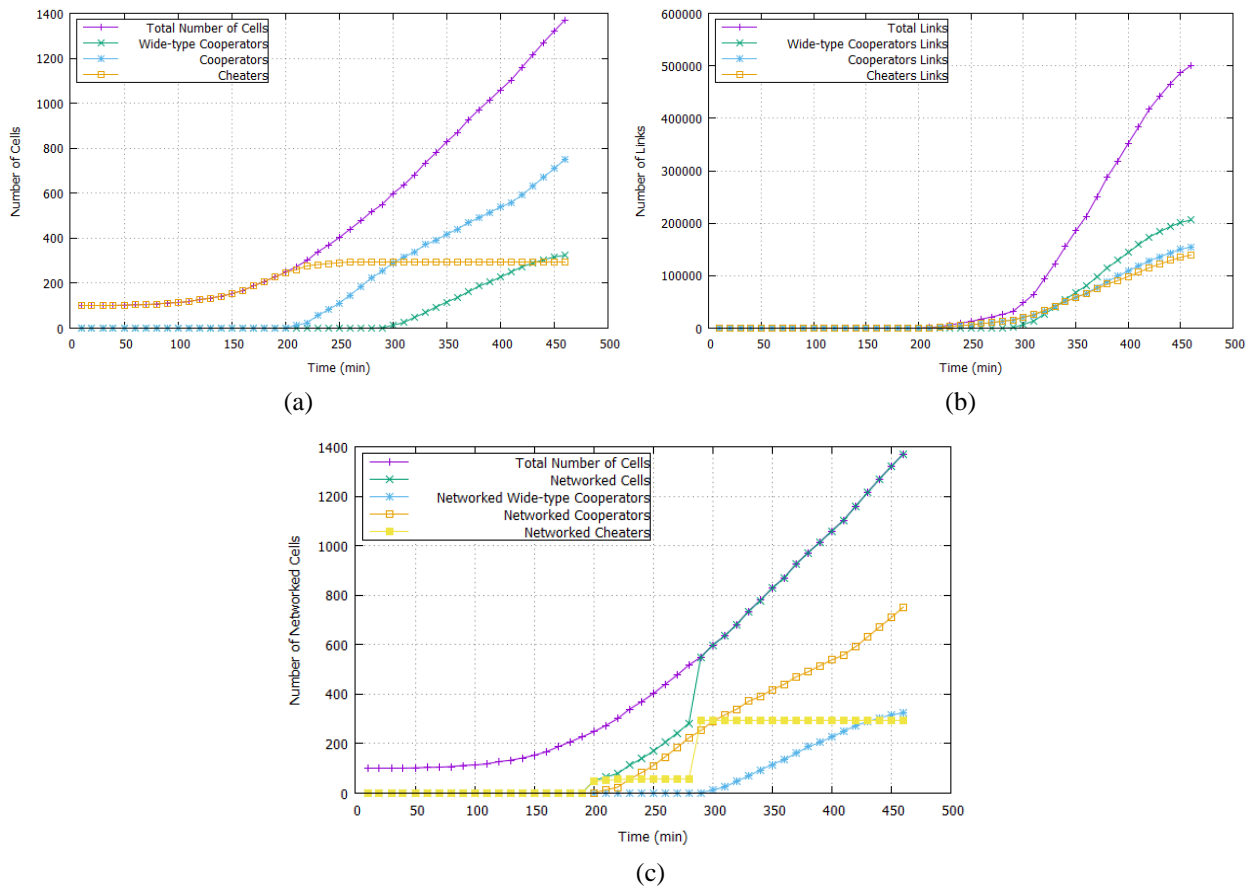 (a)
Number of Cells
1400
1200
1000
800
600
400
200
0
Total Number of Cells
Wide-type Cooperators
Cooperators
Cheaters
0 50 100 150 200 250 300 350 400 450 500
Time (min)
(a)
(b)
Number of Links
600000
500000
400000
300000
200000
100000
0
Total Links
Wide-type Cooperators Links
Cooperators Links
Cheaters Links
0 50 100 150 200 250 300 350 400 450 500
Time (min)
(b)
Number of Networked Cells
1400
1200
1000
800
600
400
200
0
Total Number of Cells
Networked Cells
Networked Wide-type Cooperators
Networked Cooperators
Networked Cheaters
0 50 100 150 200 250 300 350 400 450 500
Time (min)
(c)